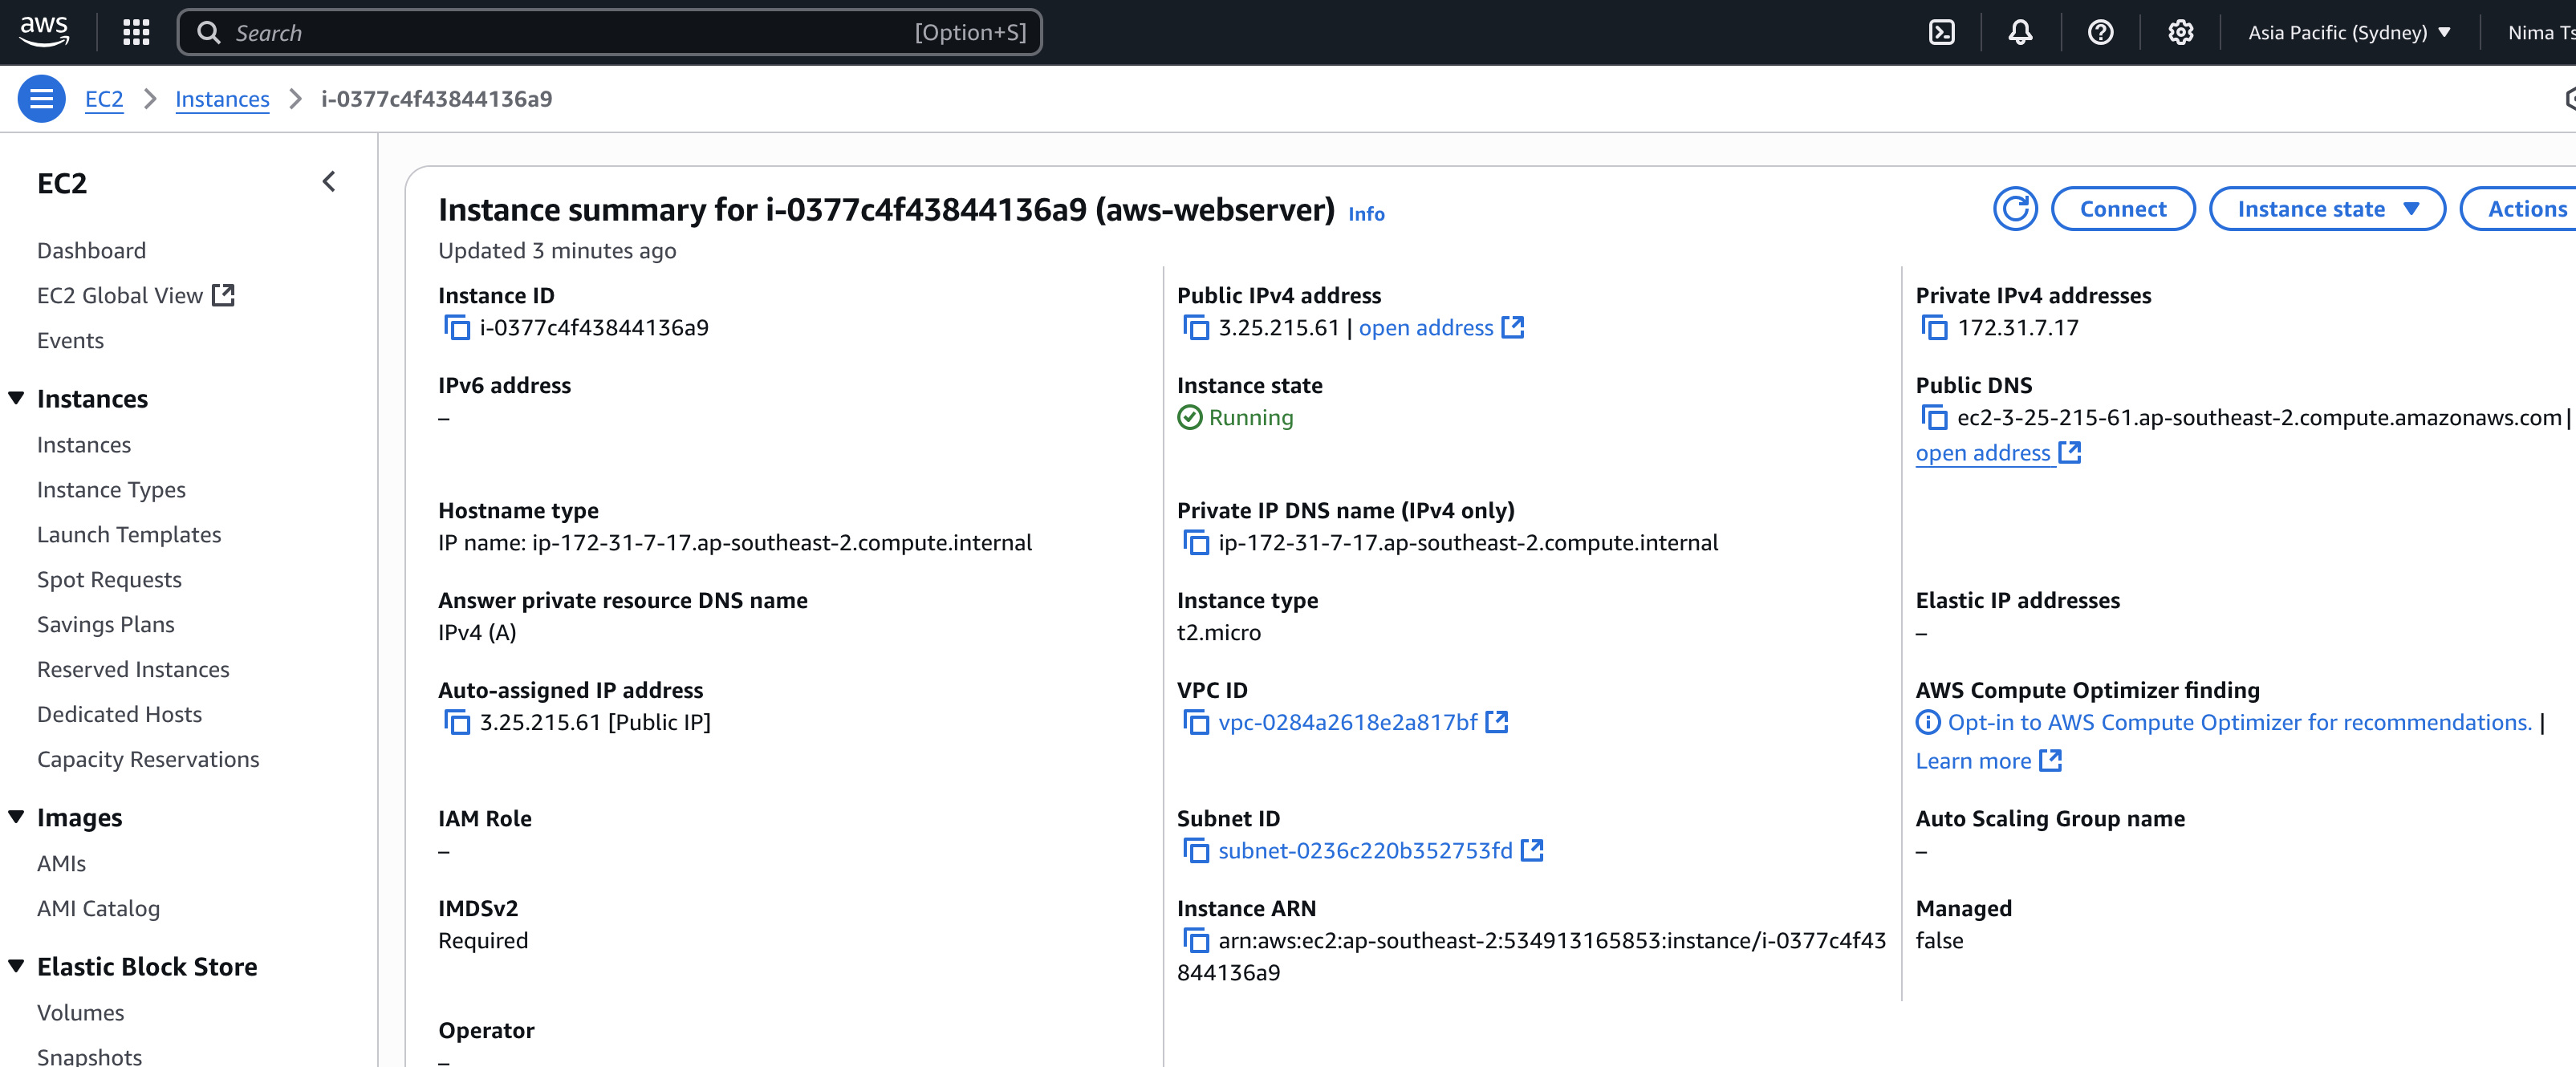 aws
Search
[Option+S]
Asia Pacific (Sydney)
Nima
EC2
Instances
i-0377c4f43844136a9
EC2
Dashboard
EC2 Global View
Events
Instances
Instances
Instance Types
Launch Templates
Spot Requests
Savings Plans
Reserved Instances
Dedicated Hosts
Capacity Reservations
Images
AMIs
AMI Catalog
Elastic Block Store
Volumes
Snapshots
Instance summary for i-0377c4f43844136a9 (aws-webserver) Info
Updated 3 minutes ago
Connect
Instance state
Actions
Instance ID
i-0377c4f43844136a9
Public IPv4 address
3.25.215.61 | open address
Private IPv4 addresses
172.31.7.17
IPv6 address
–
Instance state
Running
Public DNS
ec2-3-25-215-61.ap-southeast-2.compute.amazonaws.com |
open address
Hostname type
IP name: ip-172-31-7-17.ap-southeast-2.compute.internal
Private IP DNS name (IPv4 only)
ip-172-31-7-17.ap-southeast-2.compute.internal
Answer private resource DNS name
IPv4 (A)
Instance type
t2.micro
Elastic IP addresses
–
Auto-assigned IP address
3.25.215.61 [Public IP]
VPC ID
vpc-0284a2618e2a817bf
AWS Compute Optimizer finding
Opt-in to AWS Compute Optimizer for recommendations. |
Learn more
IAM Role
–
Subnet ID
subnet-0236c220b352753fd
Auto Scaling Group name
–
IMDSv2
Required
Instance ARN
arn:aws:ec2:ap-southeast-2:534913165853:instance/i-0377c4f43
844136a9
Managed
false
Operator
–